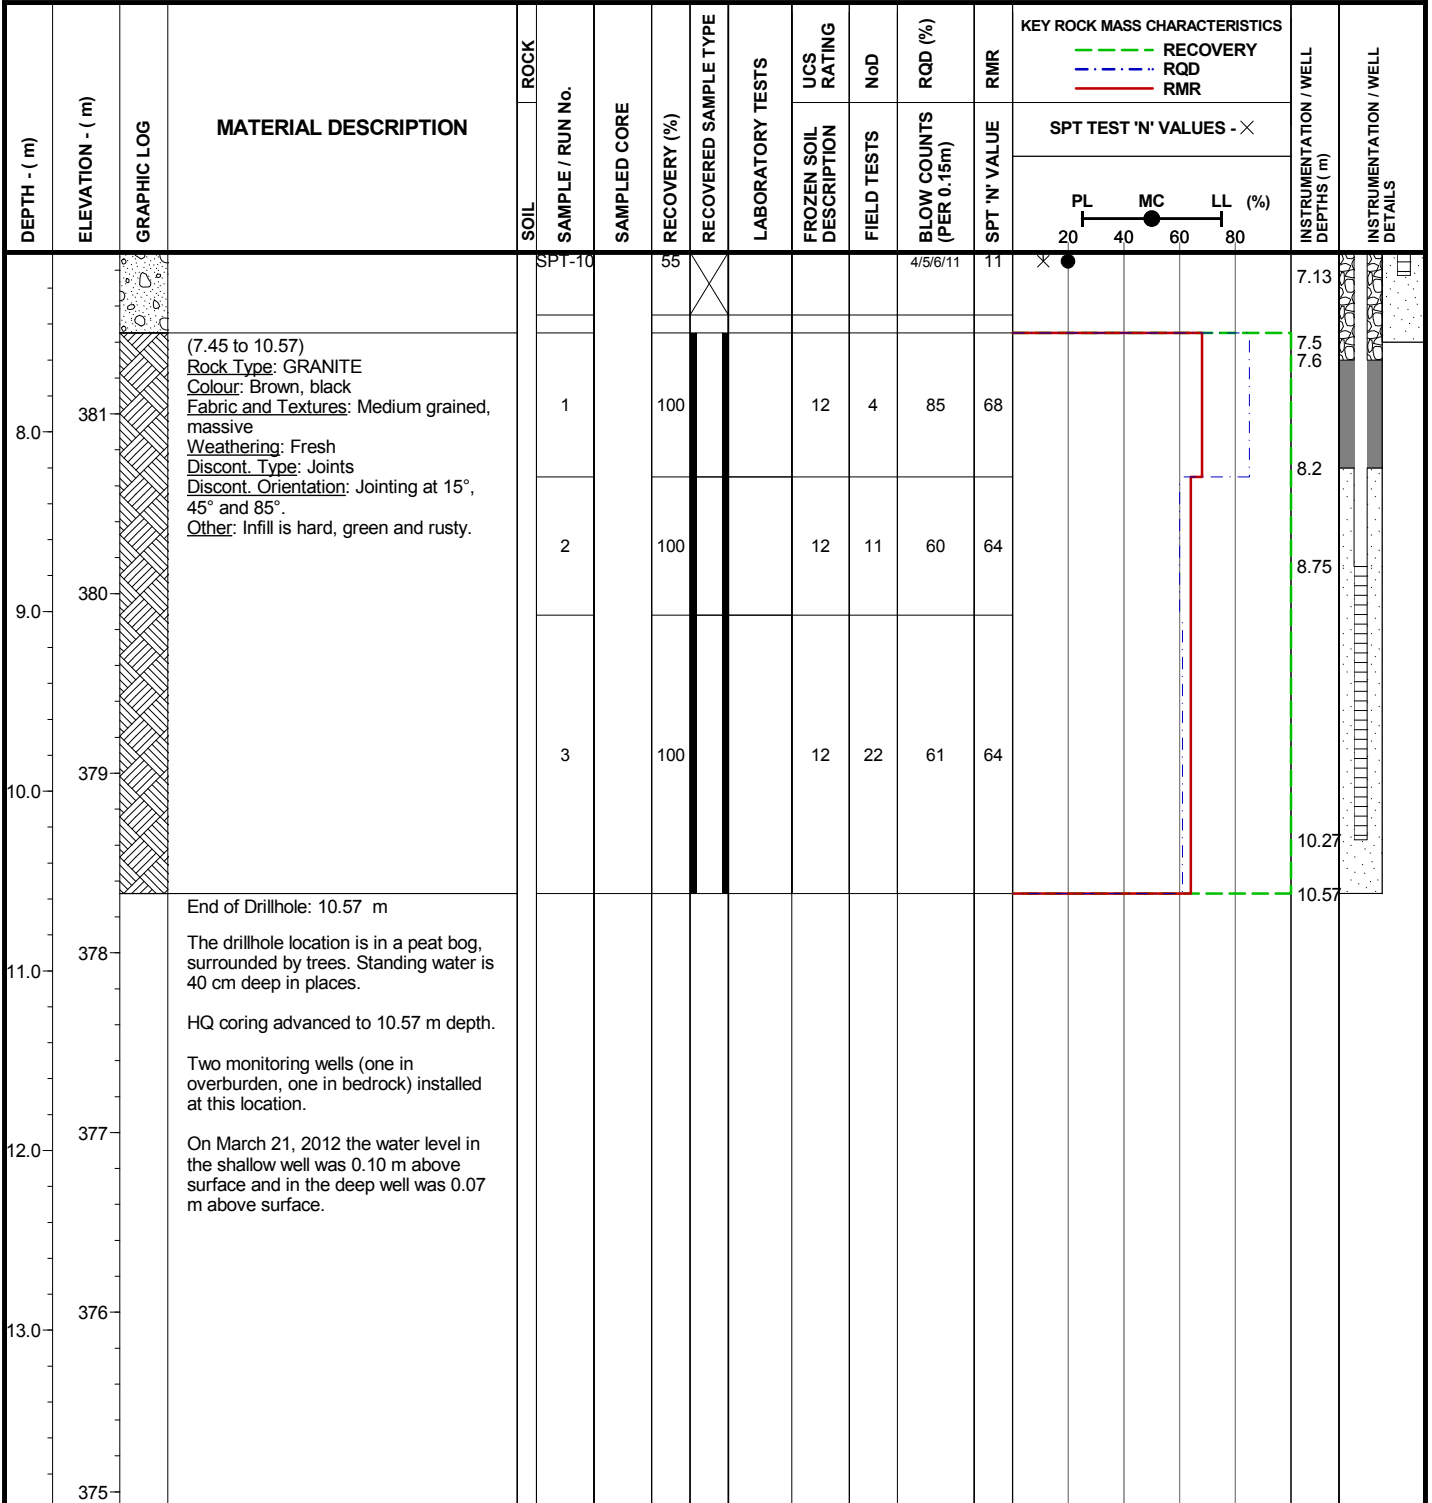 DEPTH - ( m)
ELEVATION - ( m)
GRAPHIC LOG
MATERIAL DESCRIPTION
SOIL
ROCK
SAMPLE / RUN No.
SAMPLED CORE
RECOVERY (%)
RECOVERED SAMPLE TYPE
LABORATORY TESTS
UCS
RATING
FROZEN SOIL
DESCRIPTION
NoD
FIELD TESTS
RQD (%)
BLOW COUNTS
(PER 0.15m)
RMR
SPT 'N' VALUE
KEY ROCK MASS CHARACTERISTICS
RECOVERY
RQD
RMR
SPT TEST 'N' VALUES - X
PL MC LL (%)
20 40 60 80
INSTRUMENTATION / WELL
DEPTHS ( m)
INSTRUMENTATION / WELL
DETAILS
SPT-10 55 4/5/6/11 11
7.13
(7.45 to 10.57)
Rock Type: GRANITE
Colour: Brown, black
Fabric and Textures: Medium grained,
massive
Weathering: Fresh
Discont. Type: Joints
Discont. Orientation: Jointing at 15°,
45° and 85°.
Other: Infill is hard, green and rusty.
7.5
7.6
381
8.0
1 100 12 4 85 68
8.2
2 100 12 11 60 64
8.75
380
9.0
3 100 12 22 61 64
379
10.0
10.27
10.57
End of Drillhole: 10.57 m
The drillhole location is in a peat bog,
surrounded by trees. Standing water is
40 cm deep in places.
378
11.0
HQ coring advanced to 10.57 m depth.
Two monitoring wells (one in
overburden, one in bedrock) installed
at this location.
377
12.0
On March 21, 2012 the water level in
the shallow well was 0.10 m above
surface and in the deep well was 0.07
m above surface.
376
13.0
375